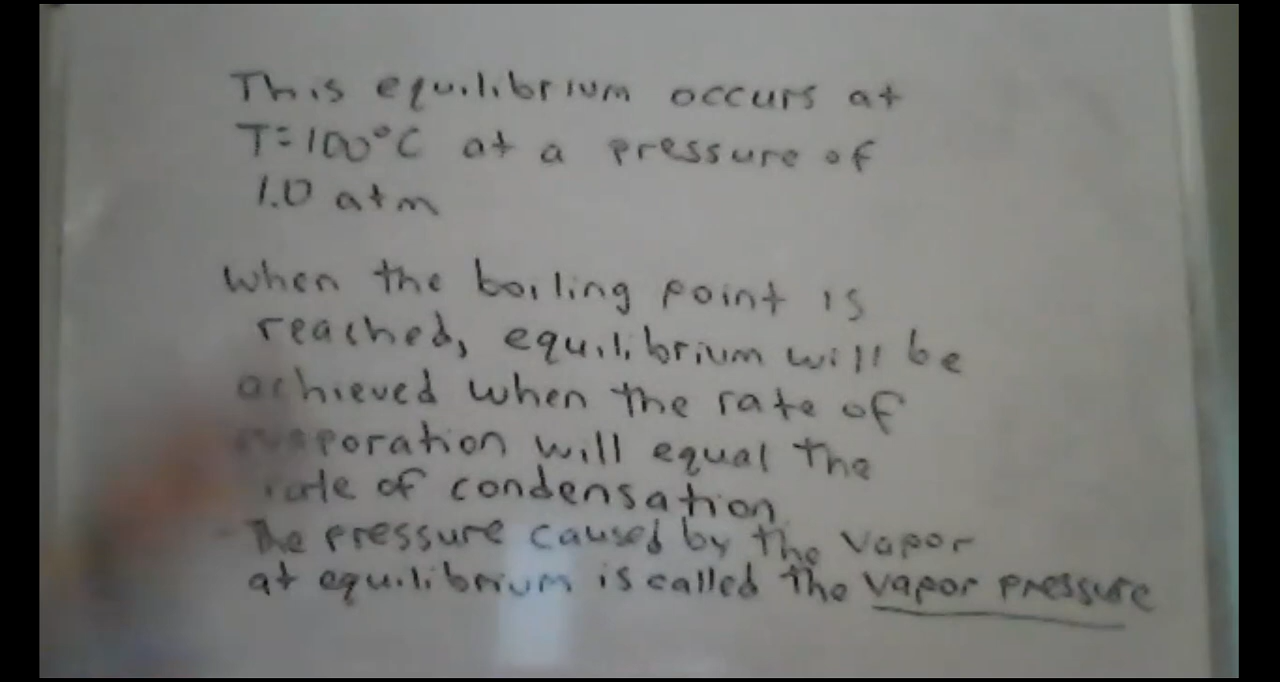 This equilibrium occurs at
T=100°C at a pressure of
1.0 atm
When the boiling point is
reached, equilibrium will be
achieved when the rate of
evaporation will equal the
rate of condensation
- The pressure caused by the vapor
at equilibrium is called the vapor pressure